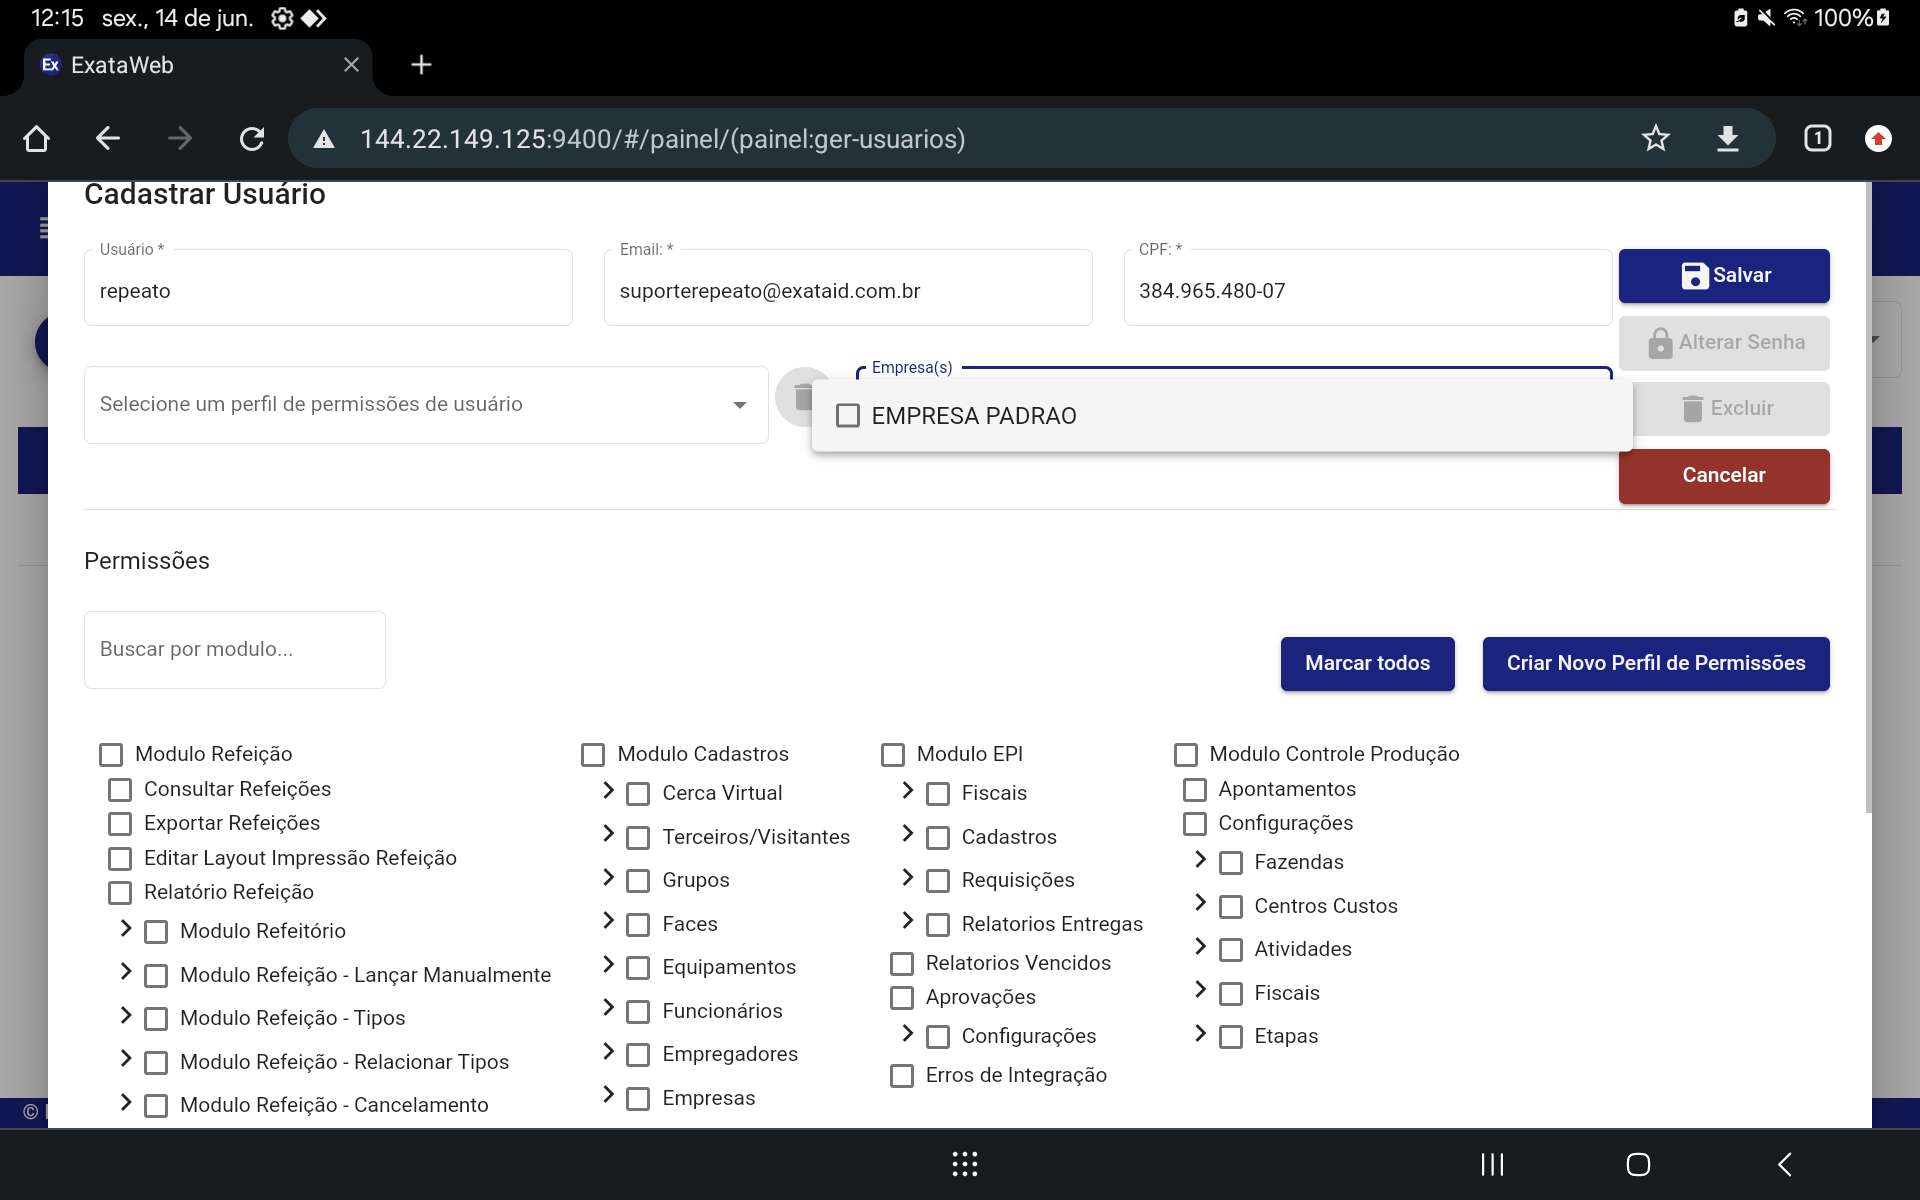 12:15 sex., 14 de jun. 100%
Ex ExataWeb
144.22.149.125:9400/#/painel/(painel:ger-usuarios) 1
Cadastrar Usuário
Usuário * Email: * CPF: *
repeato suporterepeato@exataid.com.br 384.965.480-07 Salvar
Alterar Senha
Empresa(s)
Selecione um perfil de permissões de usuário EMPRESA PADRAO Excluir
Cancelar
Permissões
Buscar por modulo...
Marcar todos Criar Novo Perfil de Permissões
Modulo Refeição
Consultar Refeições
Exportar Refeições
Editar Layout Impressão Refeição
Relatório Refeição
Modulo Refeitório
Modulo Refeição - Lançar Manualmente
Modulo Refeição - Tipos
Modulo Refeição - Relacionar Tipos
Modulo Refeição - Cancelamento
Modulo Cadastros
Cerca Virtual
Terceiros/Visitantes
Grupos
Faces
Equipamentos
Funcionários
Empregadores
Empresas
Modulo EPI
Fiscais
Cadastros
Requisições
Relatorios Entregas
Relatorios Vencidos
Aprovações
Configurações
Erros de Integração
Modulo Controle Produção
Apontamentos
Configurações
Fazendas
Centros Custos
Atividades
Fiscais
Etapas
©